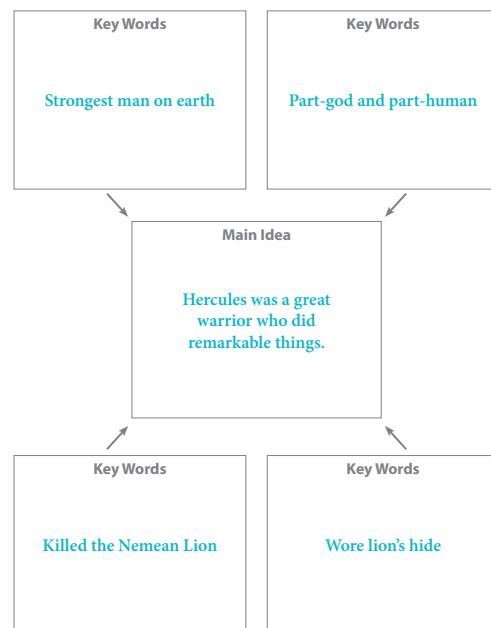 Key Words
Strongest man on earth
Key Words
Part-god and part-human
Main Idea
Hercules was a great
warrior who did
remarkable things.
Key Words
Killed the Nemean Lion
Key Words
Wore lion's hide